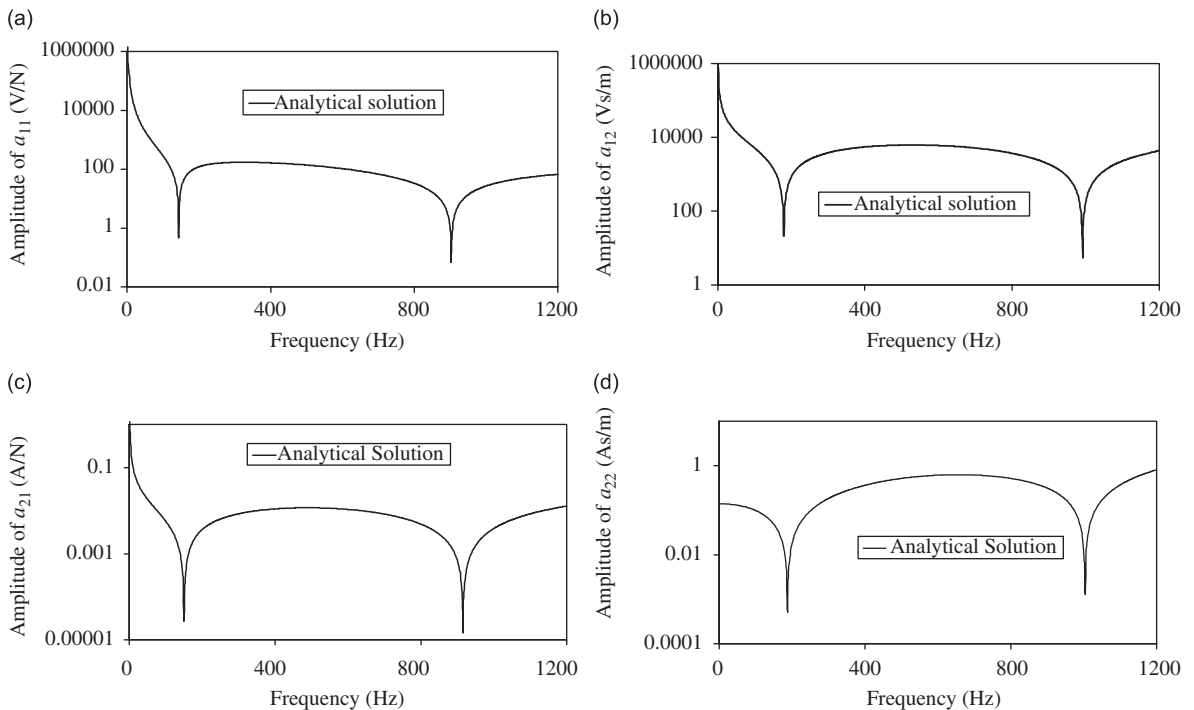 (a)
Amplitude of a11 (V/N)
1000000
10000
100
1
0.01
Analytical solution
0 400 800 1200
Frequency (Hz)
(b)
Amplitude of a12 (Vs/m)
1000000
10000
100
1
Analytical solution
0 400 800 1200
Frequency (Hz)
(c)
Amplitude of a21 (A/N)
0.1
0.001
0.00001
Analytical Solution
0 400 800 1200
Frequency (Hz)
(d)
Amplitude of a22 (As/m)
1
0.01
0.0001
Analytical Solution
0 400 800 1200
Frequency (Hz)